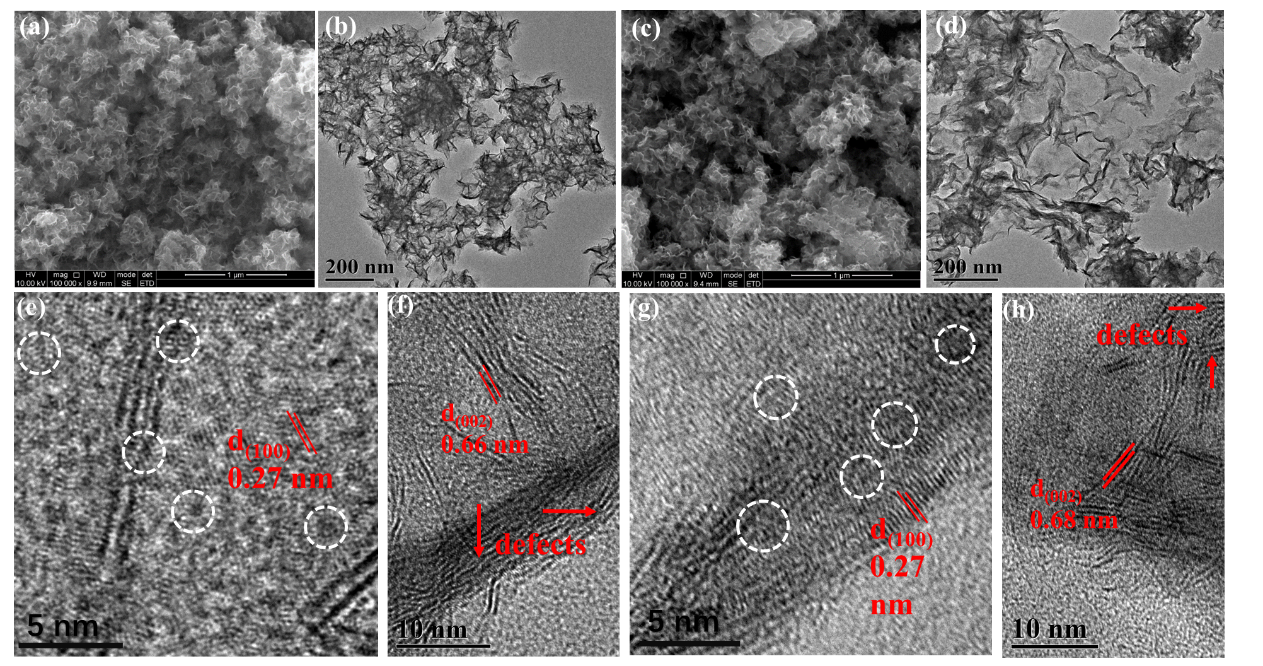 (a)
(b)
(c)
(d)
HV mag □ WD mode det
10.00 kV 100 000 x 9.9 mm SE ETD
1 µm
200 nm
HV mag □ WD mode det
10.00 kV 100 000 x 9.4 mm SE ETD
1 µm
200 nm
(e)
d(100)
0.27 nm
5 nm
(f)
d(002)
0.66 nm
defects
10 nm
(g)
d(100)
0.27
nm
5 nm
(h)
defects
d(002)
0.68 nm
10 nm